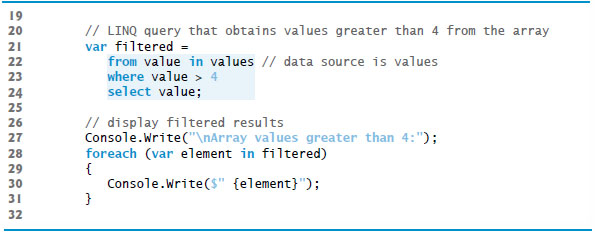 19
20 // LINQ query that obtains values greater than 4 from the array
21 var filtered =
22 from value in values // data source is values
23 where value > 4
24 select value;
25
26 // display filtered results
27 Console.Write("\nArray values greater than 4:");
28 foreach (var element in filtered)
29 {
30 Console.Write($" {element}");
31 }
32